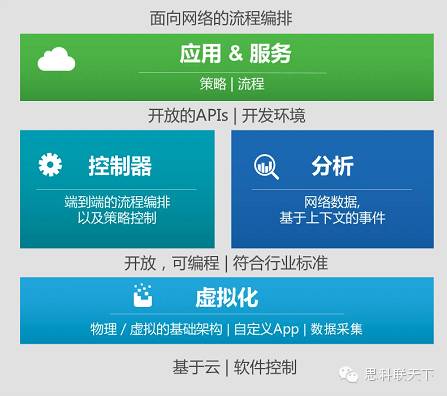 面向网络的流程编排
应用 & 服务
策略 | 流程
开放的APIs | 开发环境
控制器
端到端的流程编排
以及策略控制
分析
网络数据,
基于上下文的事件
开放，可编程 | 符合行业标准
虚拟化
物理 / 虚拟的基础架构 | 自定义App | 数据采集
基于云 | 软件控制
思科联天下